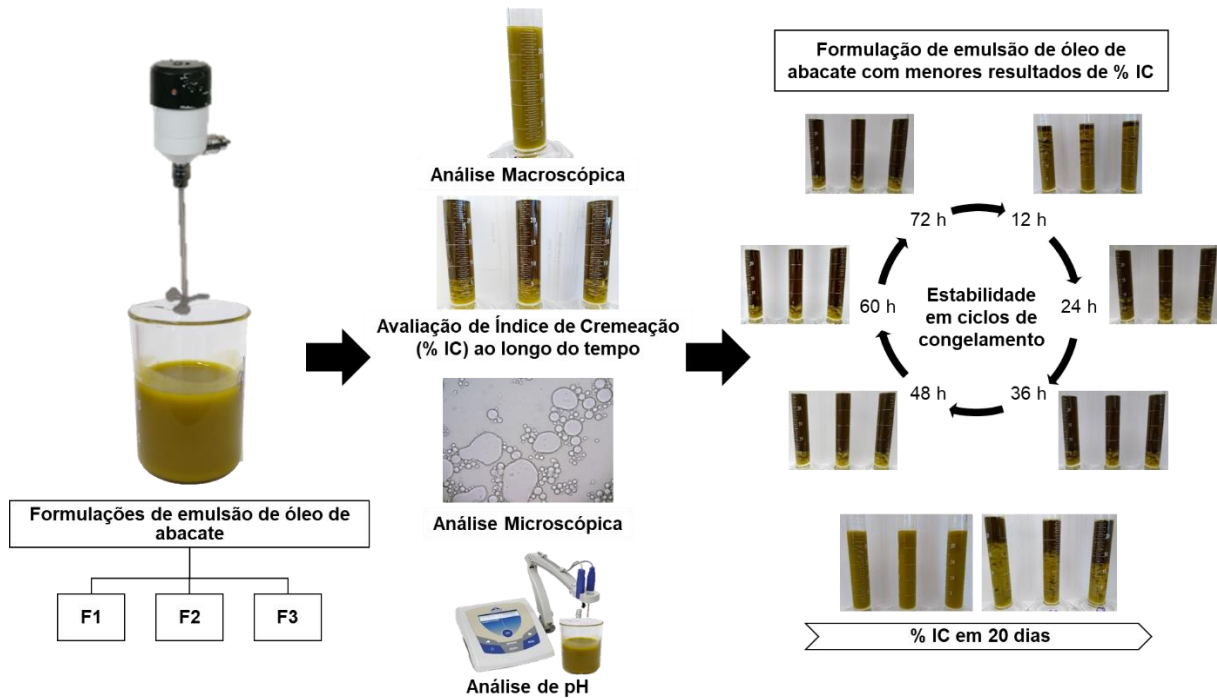 Formulações de emulsão de óleo de
abacate
F1
F2
F3
Análise Macroscópica
Avaliação de Índice de Cremeação
(% IC) ao longo do tempo
Análise Microscópica
Análise de pH
Formulação de emulsão de óleo de
abacate com menores resultados de % IC
72 h
12 h
60 h
Estabilidade
em ciclos de
congelamento
24 h
48 h
36 h
% IC em 20 dias